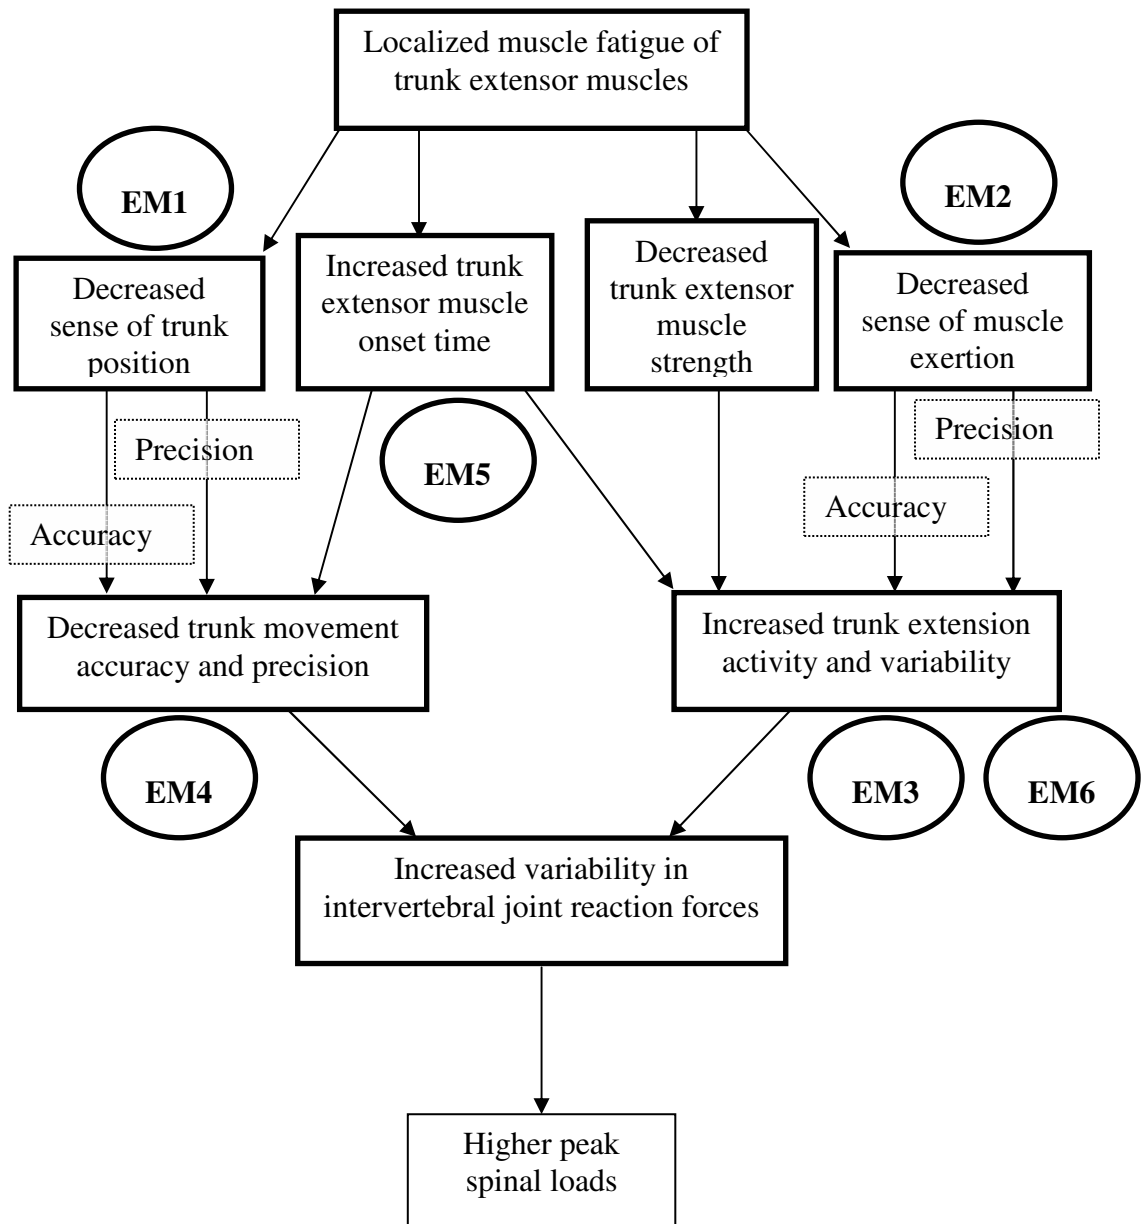 Localized muscle fatigue of
trunk extensor muscles
EM1
EM2
Decreased
sense of trunk
position
Increased trunk
extensor muscle
onset time
Decreased
trunk extensor
muscle
strength
Decreased
sense of muscle
exertion
Precision
Accuracy
EM5
Precision
Accuracy
Decreased trunk movement
accuracy and precision
Increased trunk extension
activity and variability
EM4
EM3
EM6
Increased variability in
intervertebral joint reaction forces
Higher peak
spinal loads